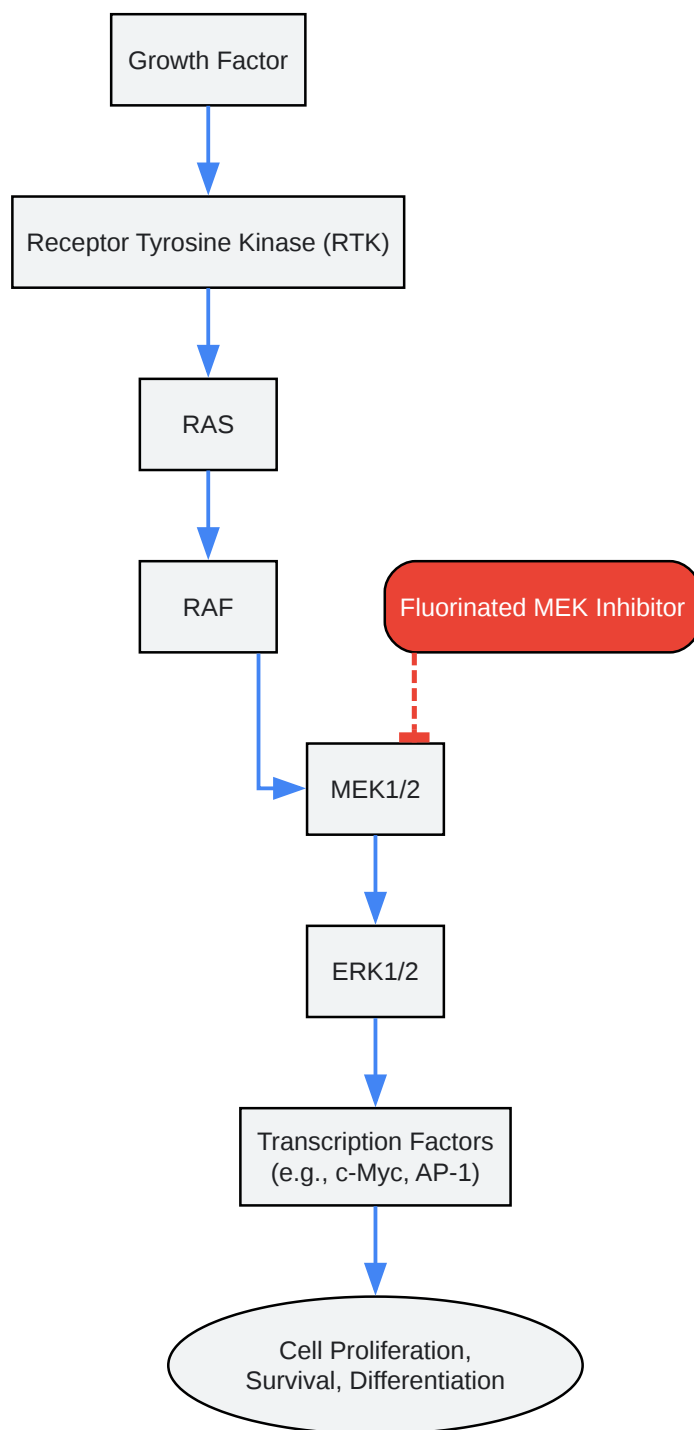 Growth Factor
Receptor Tyrosine Kinase (RTK)
RAS
RAF
Fluorinated MEK Inhibitor
MEK1/2
ERK1/2
Transcription Factors
(e.g., c-Myc, AP-1)
Cell Proliferation,
Survival, Differentiation